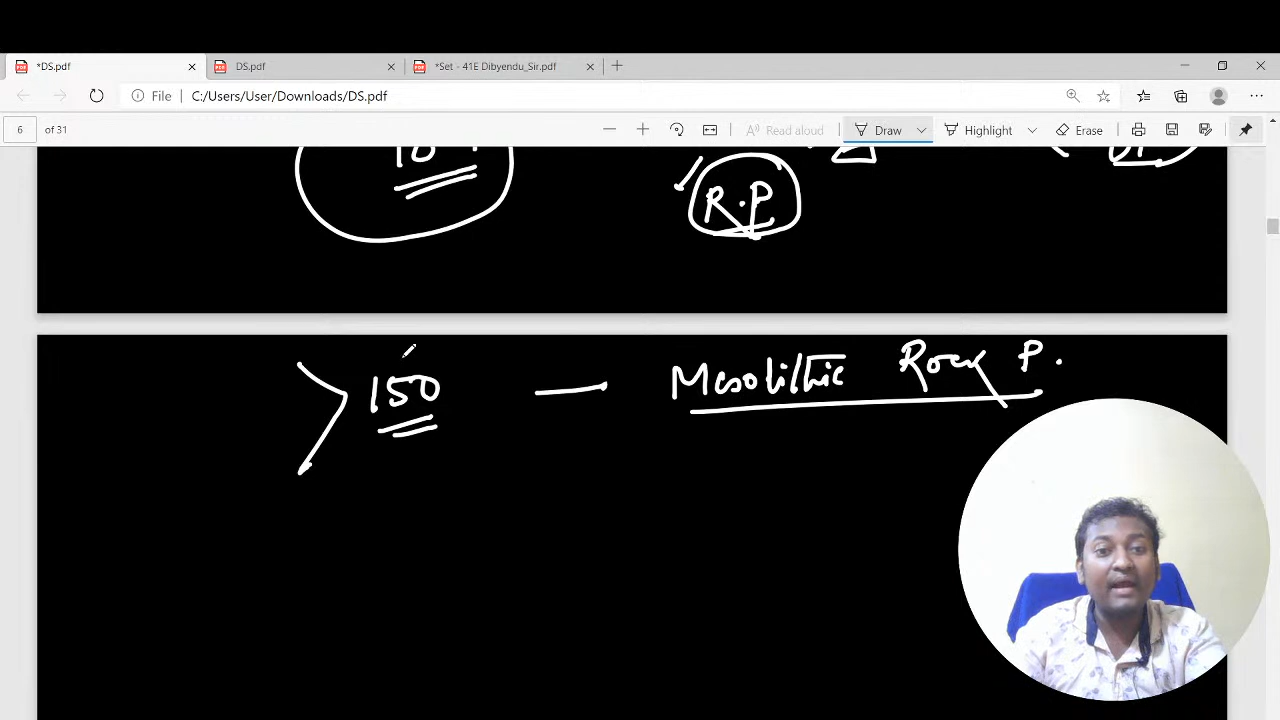 *DS.pdf DS.pdf *Set - 41E Dibyendu_Sir.pdf
File C:/Users/User/Downloads/DS.pdf
6 of 31 Read aloud Draw Highlight Erase
R.P
> 150 — Mesolithic Rock P.